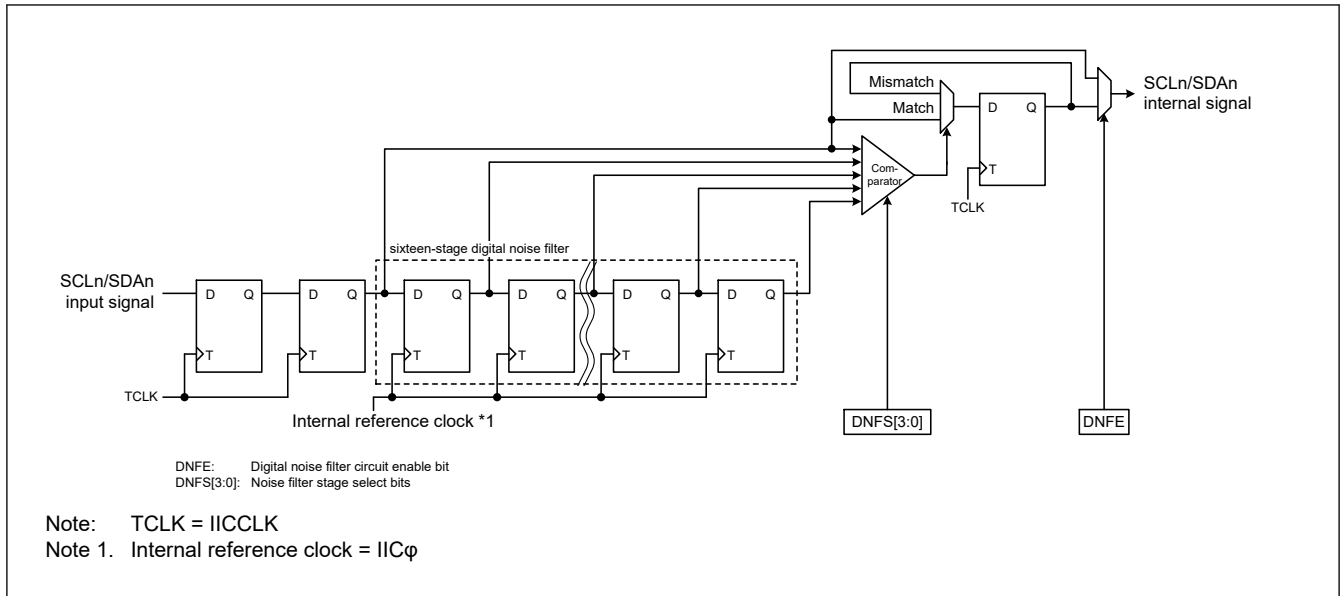 Mismatch
Match
SCLn/SDAn
internal signal
D Q
T
TCLK
Com-
parator
sixteen-stage digital noise filter
SCLn/SDAn
input signal
D Q
T
D Q
T
D Q
T
D Q
T
D Q
T
D Q
T
TCLK
Internal reference clock *1
DNFS[3:0]
DNFE
DNFE: Digital noise filter circuit enable bit
DNFS[3:0]: Noise filter stage select bits
Note: TCLK = IICCLK
Note 1. Internal reference clock = IICφ